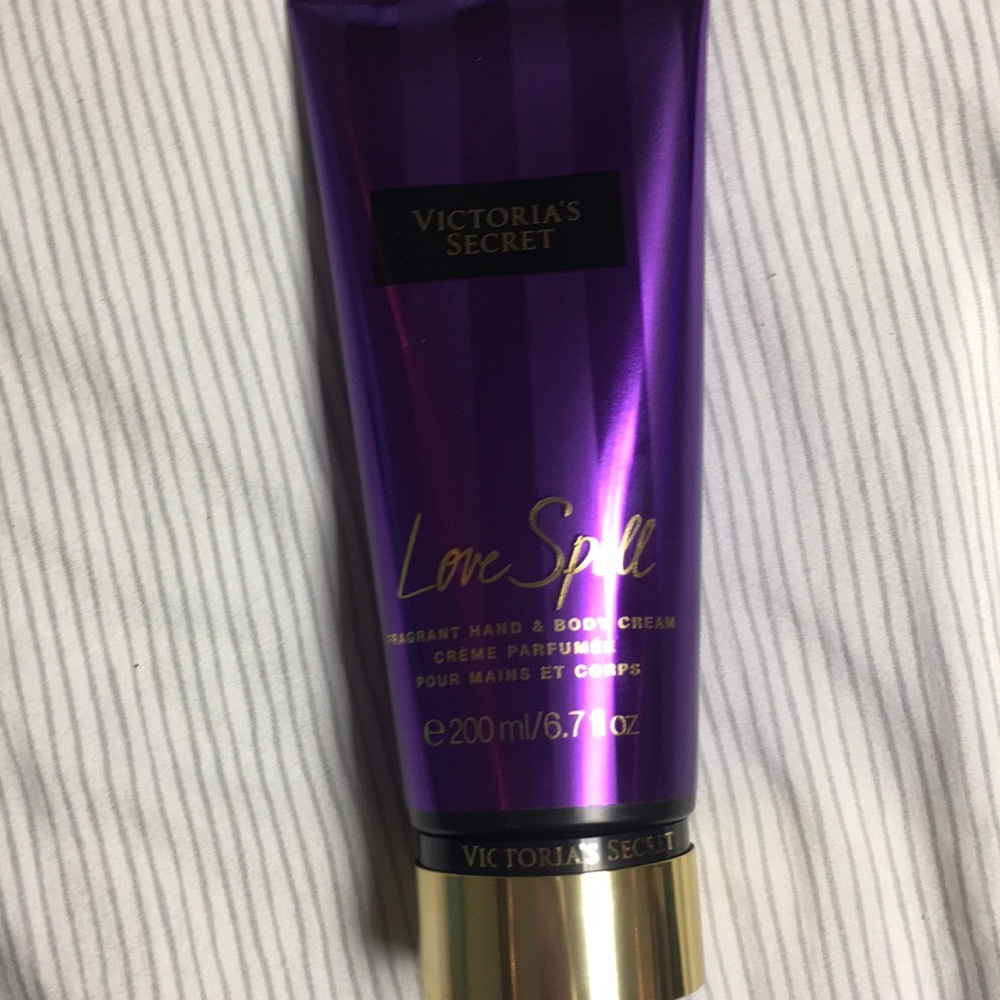 VICTORIA'S
SECRET
Love Spell
FRAGRANT HAND & BODY CREAM
CRÈME PARFUMÉE
POUR MAINS ET CORPS
e 200 ml/6.7 fl oz
VICTORIA'S SECRET